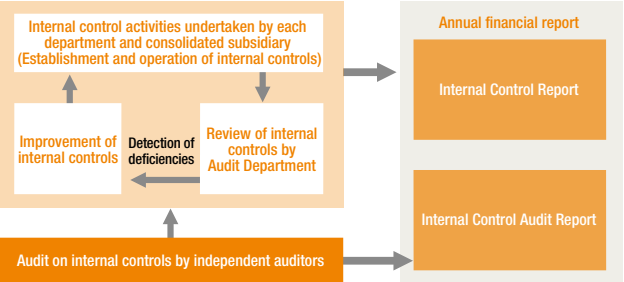 Internal control activities undertaken by each
department and consolidated subsidiary
(Establishment and operation of internal controls)
Improvement of
internal controls
Detection of
deficiencies
Review of internal
controls by
Audit Department
Audit on internal controls by independent auditors
Annual financial report
Internal Control Report
Internal Control Audit Report